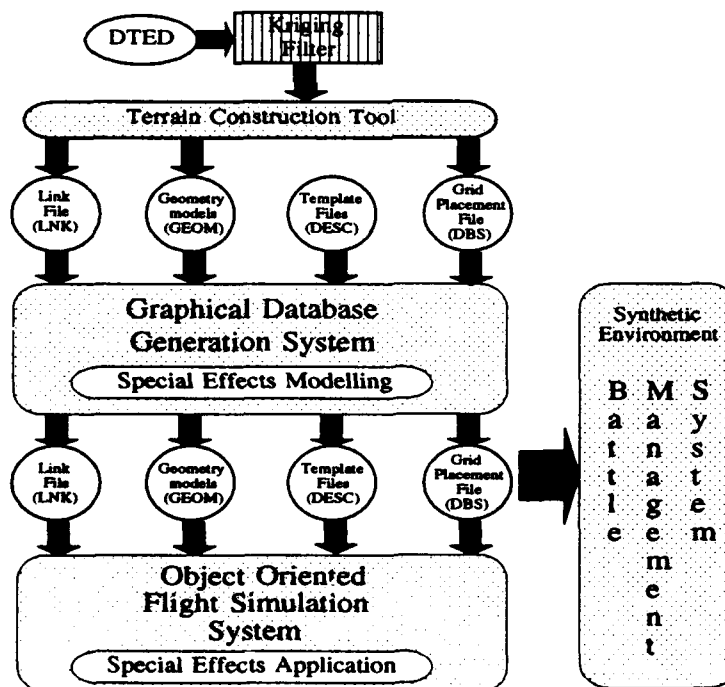 DTED
Kriging
Filter
Terrain Construction Tool
Link
File
(LNK)
Geometry
models
(GEOM)
Template
Files
(DESC)
Grid
Placement
File
(DBS)
Graphical Database
Generation System
Special Effects Modelling
Link
File
(LNK)
Geometry
models
(GEOM)
Template
Files
(DESC)
Grid
Placement
File
(DBS)
Object Oriented
Flight Simulation
System
Special Effects Application
Synthetic
Environment
Battle
Management
System